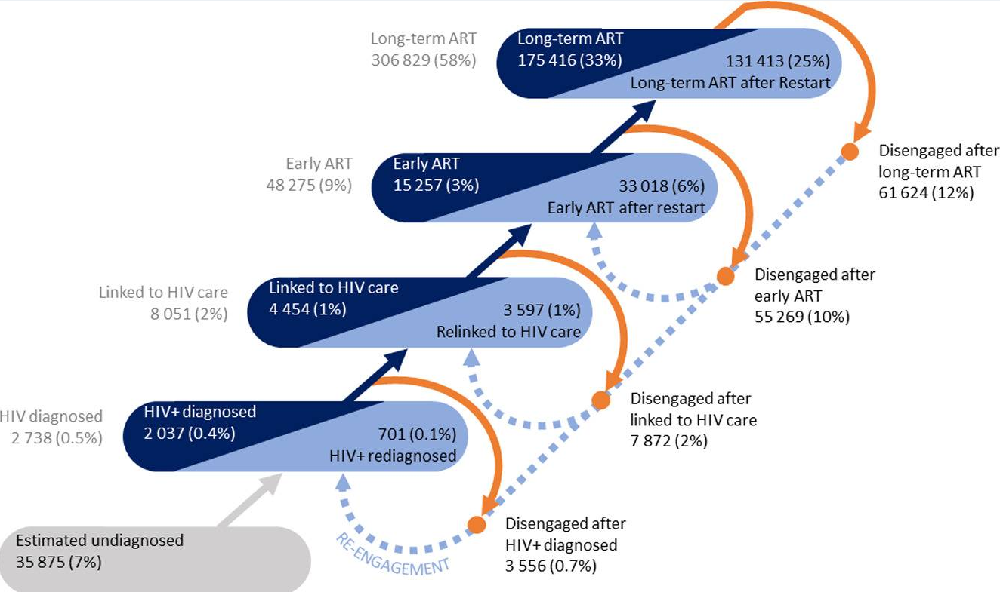 Long-term ART
306 829 (58%)
Long-term ART
175 416 (33%)
131 413 (25%)
Long-term ART after Restart
Disengaged after
long-term ART
61 624 (12%)
Early ART
48 275 (9%)
Early ART
15 257 (3%)
33 018 (6%)
Early ART after restart
Disengaged after
early ART
55 269 (10%)
Linked to HIV care
8 051 (2%)
Linked to HIV care
4 454 (1%)
3 597 (1%)
Relinked to HIV care
Disengaged after
linked to HIV care
7 872 (2%)
HIV diagnosed
2 738 (0.5%)
HIV+ diagnosed
2 037 (0.4%)
701 (0.1%)
HIV+ rediagnosed
Disengaged after
HIV+ diagnosed
3 556 (0.7%)
RE-ENGAGEMENT
Estimated undiagnosed
35 875 (7%)